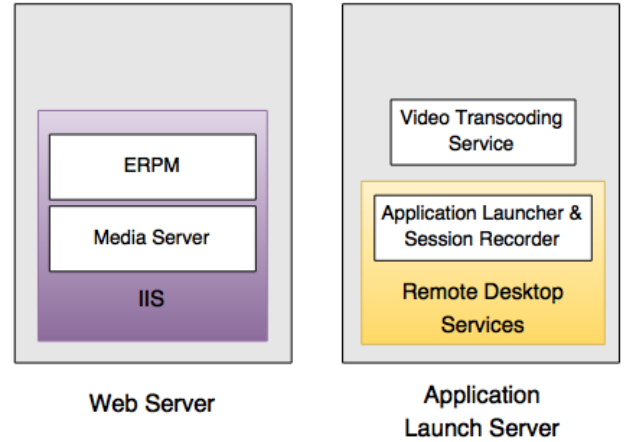 ERPM
Media Server
IIS
Web Server
Video Transcoding
Service
Application Launcher &
Session Recorder
Remote Desktop
Services
Application
Launch Server